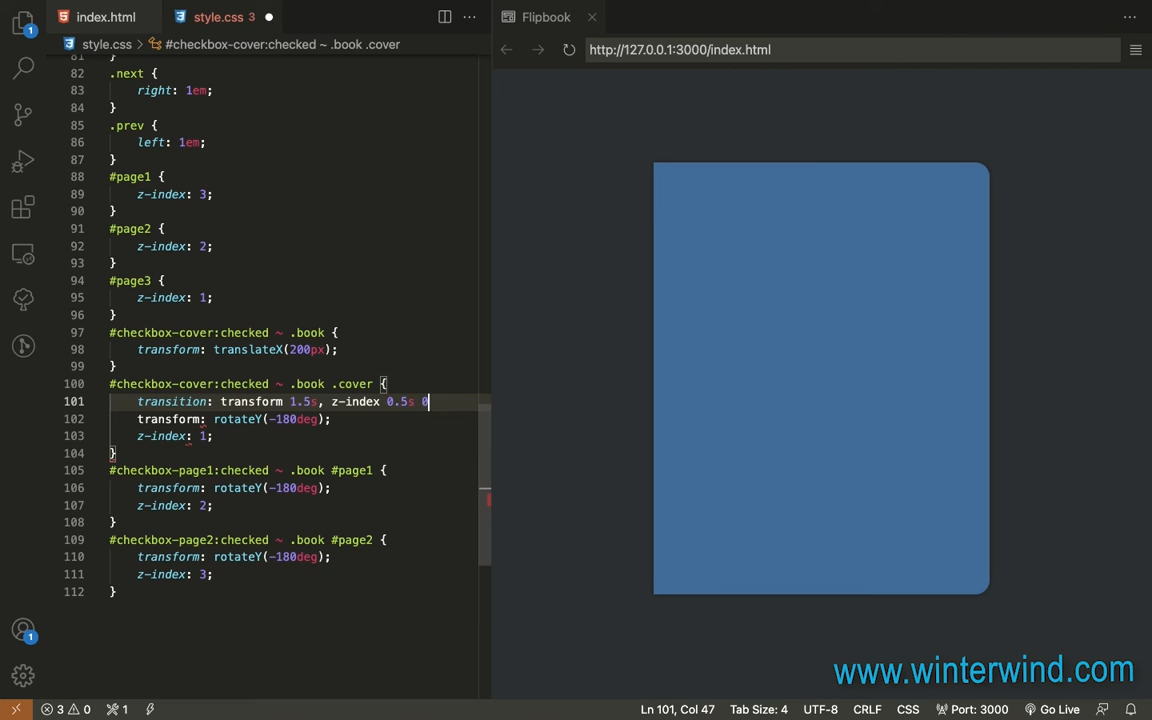 index.html
style.css 3
Flipbook
style.css > #checkbox-cover:checked ~ .book .cover
http://127.0.0.1:3000/index.html
81 }
82 .next {
83 right: 1em;
84 }
85 .prev {
86 left: 1em;
87 }
88 #page1 {
89 z-index: 3;
90 }
91 #page2 {
92 z-index: 2;
93 }
94 #page3 {
95 z-index: 1;
96 }
97 #checkbox-cover:checked ~ .book {
98 transform: translateX(200px);
99 }
100 #checkbox-cover:checked ~ .book .cover {
101 transition: transform 1.5s, z-index 0.5s 0
102 transform: rotateY(-180deg);
103 z-index: 1;
104 }
105 #checkbox-page1:checked ~ .book #page1 {
106 transform: rotateY(-180deg);
107 z-index: 2;
108 }
109 #checkbox-page2:checked ~ .book #page2 {
110 transform: rotateY(-180deg);
111 z-index: 3;
112 }
1
1
www.winterwind.com
3 0 1
Ln 101, Col 47 Tab Size: 4 UTF-8 CRLF CSS Port: 3000 Go Live